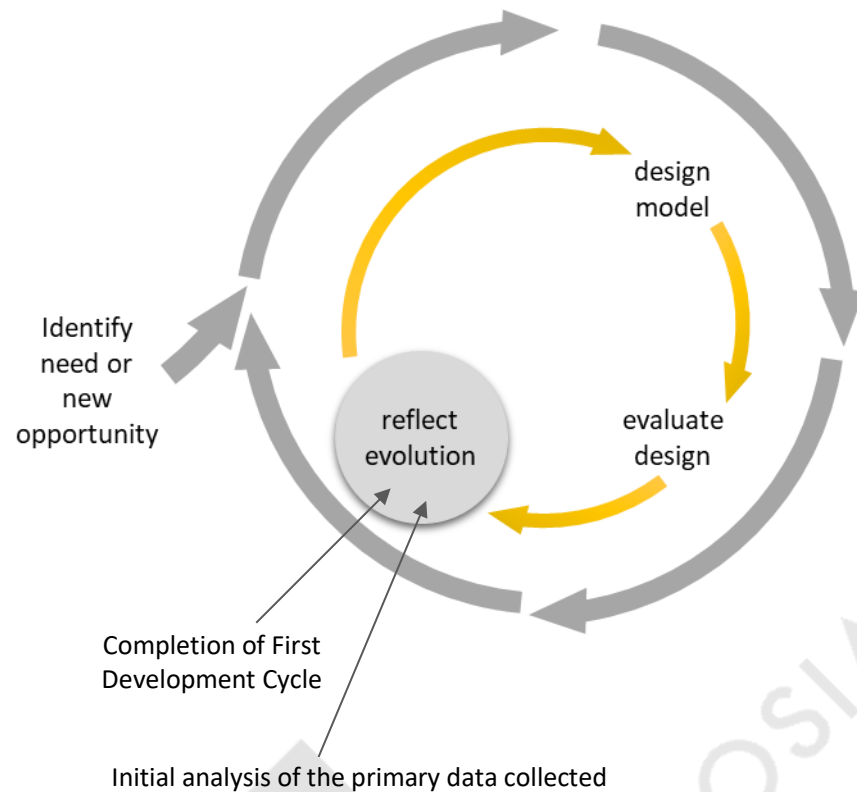 design
model
Identify
need or
new
opportunity
reflect
evolution
evaluate
design
Completion of First
Development Cycle
Initial analysis of the primary data collected